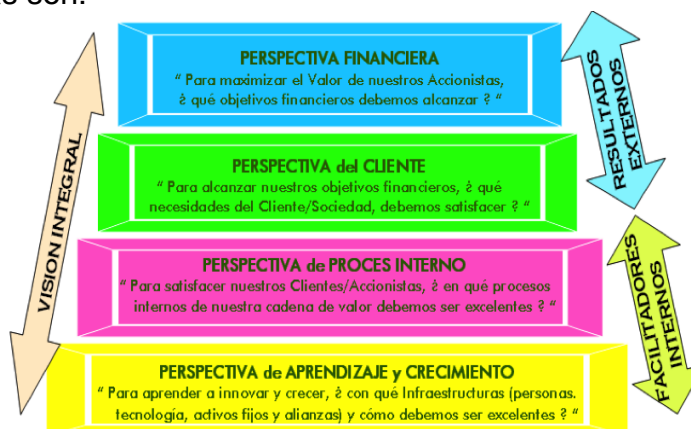 as son:
PERSPECTIVA FINANCIERA
“ Para maximizar el Valor de nuestros Accionistas,
¿ qué objetivos financieros debemos alcanzar ? “
PERSPECTIVA del CLIENTE
“ Para alcanzar nuestros objetivos financieros, ¿ qué
necesidades del Cliente/Sociedad, debemos satisfacer ? “
PERSPECTIVA de PROCES INTERNO
“ Para satisfacer nuestros Clientes/Accionistas, ¿ en qué procesos
internos de nuestra cadena de valor debemos ser excelentes ? “
PERSPECTIVA de APRENDIZAJE y CRECIMIENTO
“ Para aprender a innovar y crecer, ¿ con qué Infraestructuras (personas.
tecnología, activos fijos y alianzas) y cómo debemos ser excelentes ? “
VISION INTEGRAL
RESULTADOS
EXTERNOS
FACILITADORES
INTERNOS